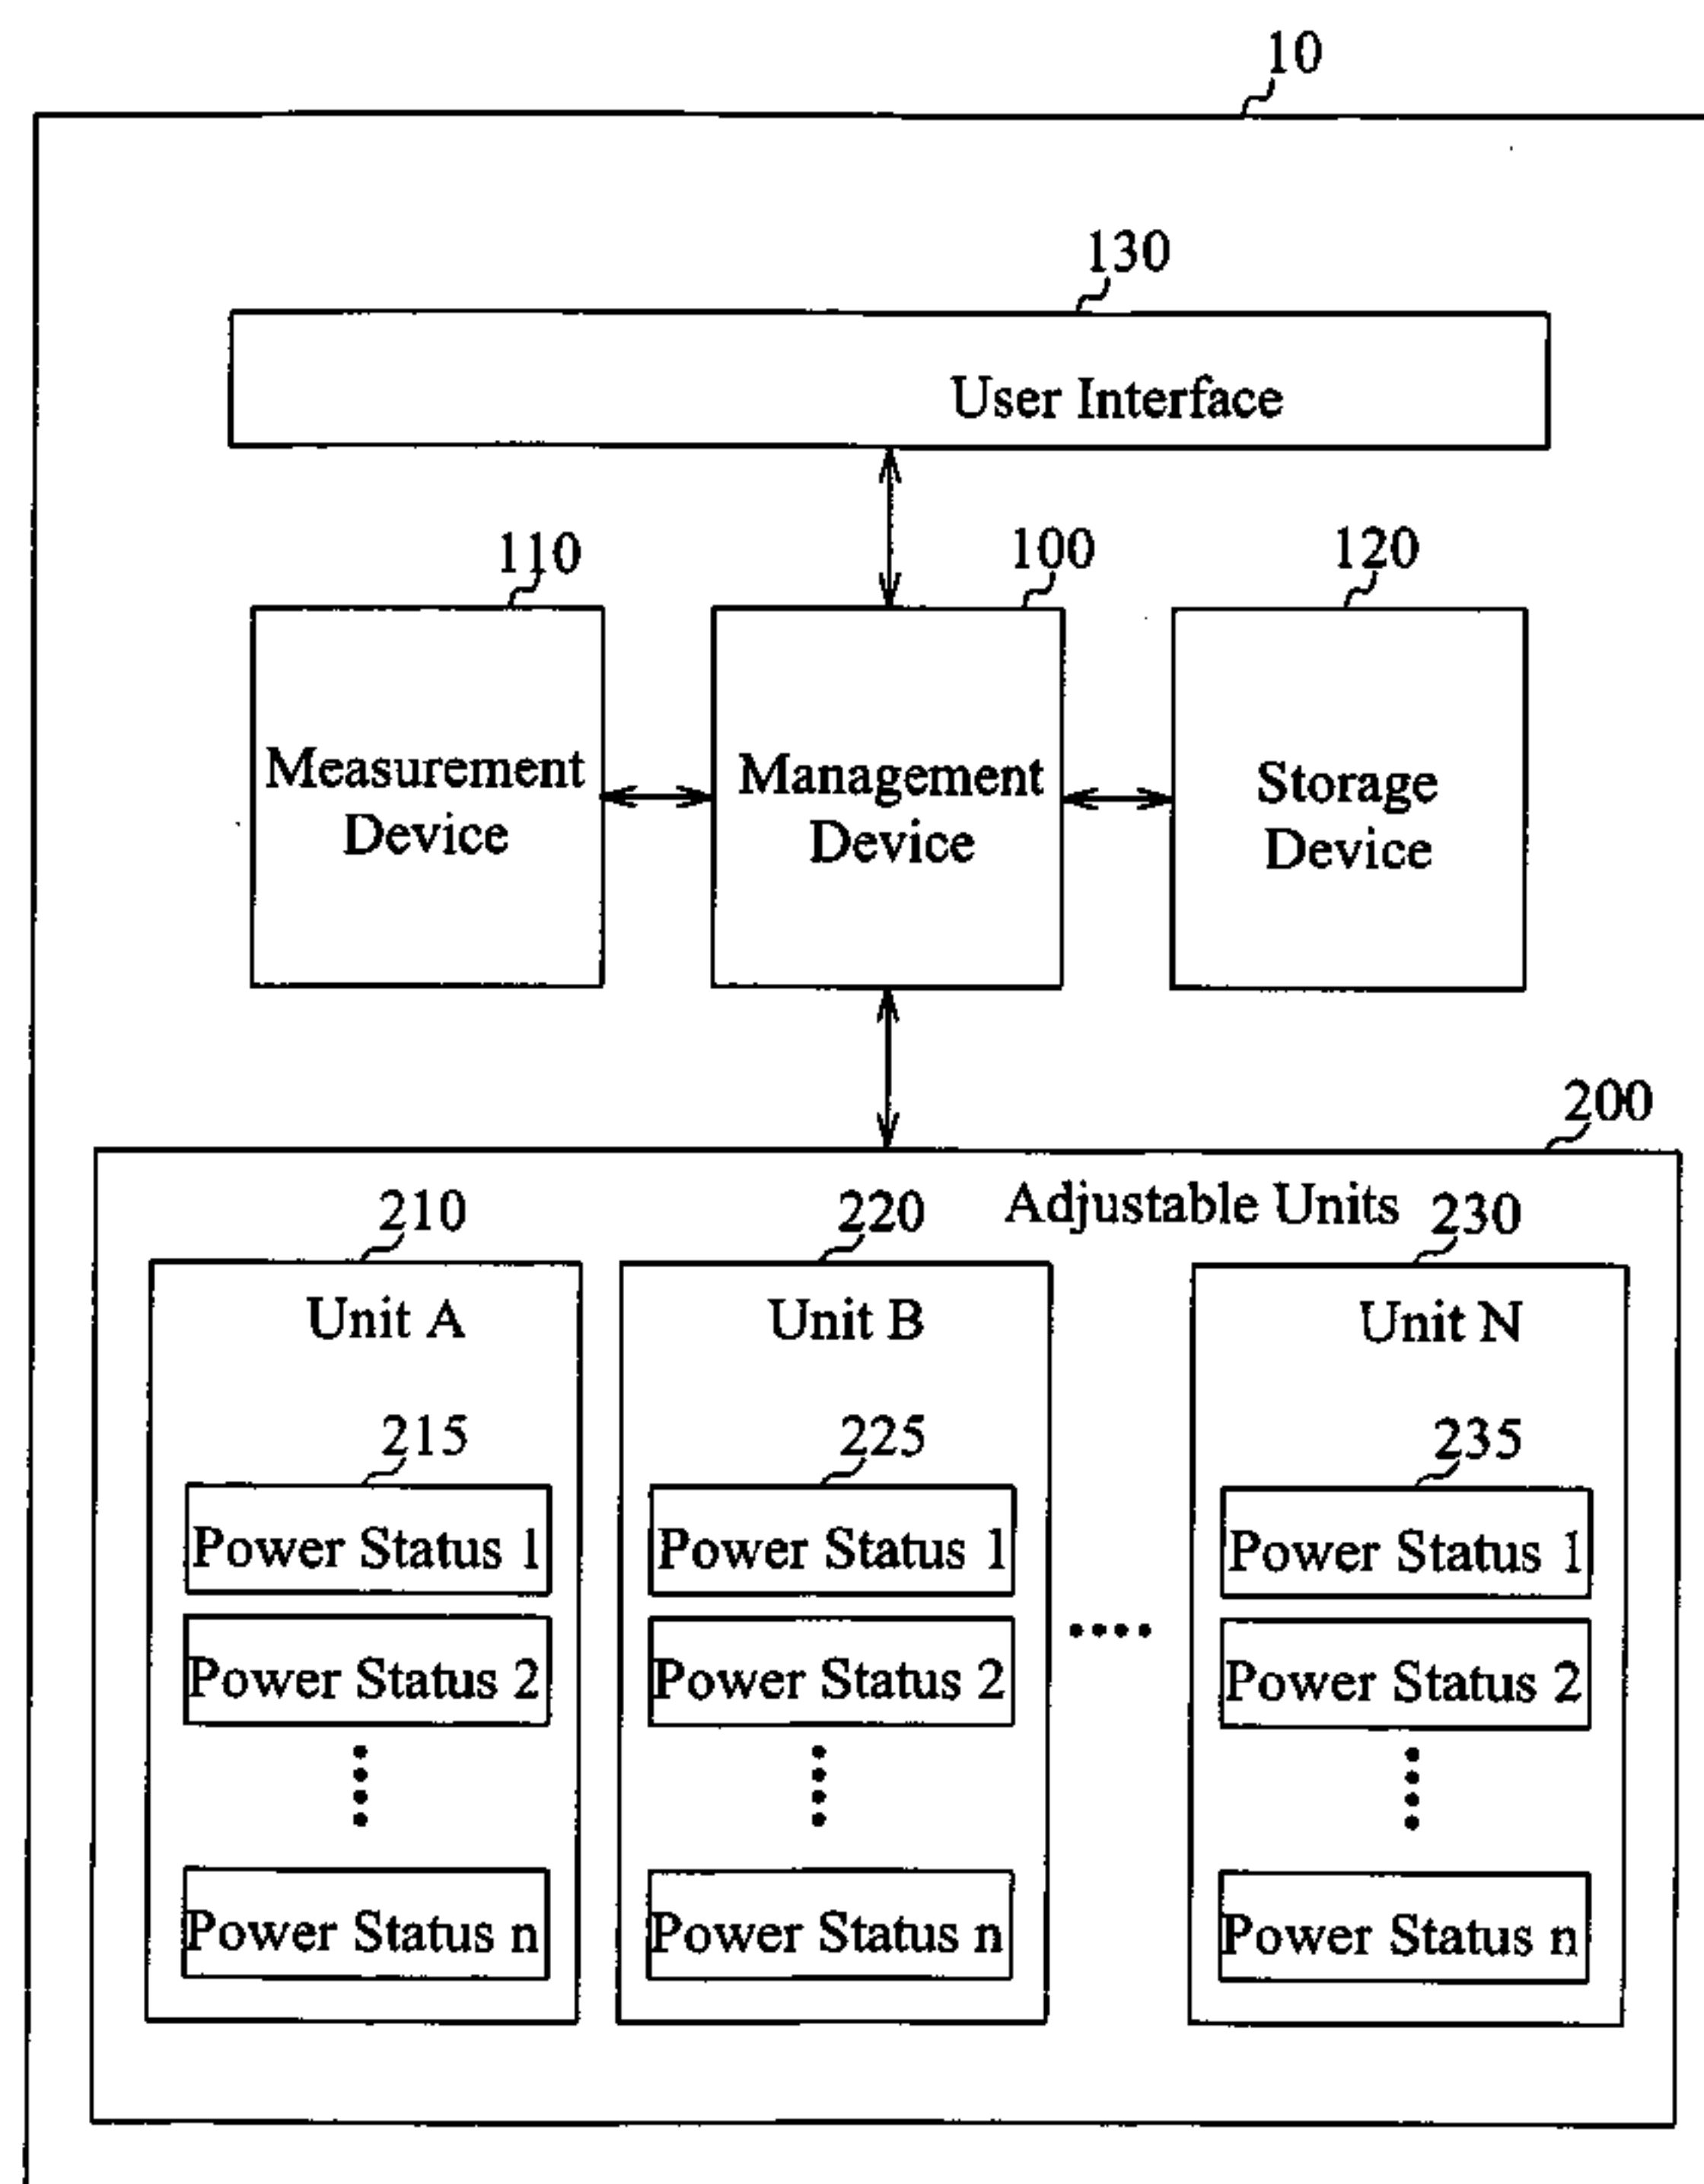 10
130
User Interface
110
100
120
Measurement
Device
Management
Device
Storage
Device
200
Adjustable Units
210
220
230
Unit A
Unit B
Unit N
215
225
235
Power Status 1
Power Status 1
Power Status 1
Power Status 2
Power Status 2
Power Status 2
Power Status n
Power Status n
Power Status n